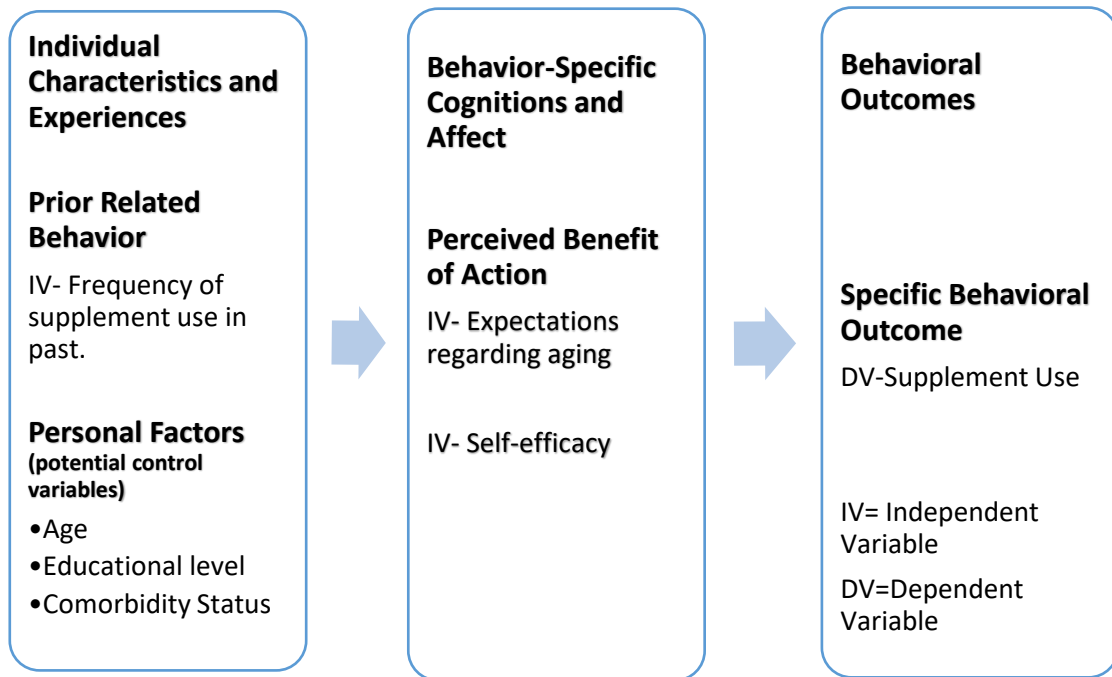 Individual
Characteristics and
Experiences
Prior Related
Behavior
IV- Frequency of
supplement use in
past.
Personal Factors
(potential control
variables)
•Age
•Educational level
•Comorbidity Status
Behavior-Specific
Cognitions and
Affect
Perceived Benefit
of Action
IV- Expectations
regarding aging
IV- Self-efficacy
Behavioral
Outcomes
Specific Behavioral
Outcome
DV-Supplement Use
IV= Independent
Variable
DV=Dependent
Variable